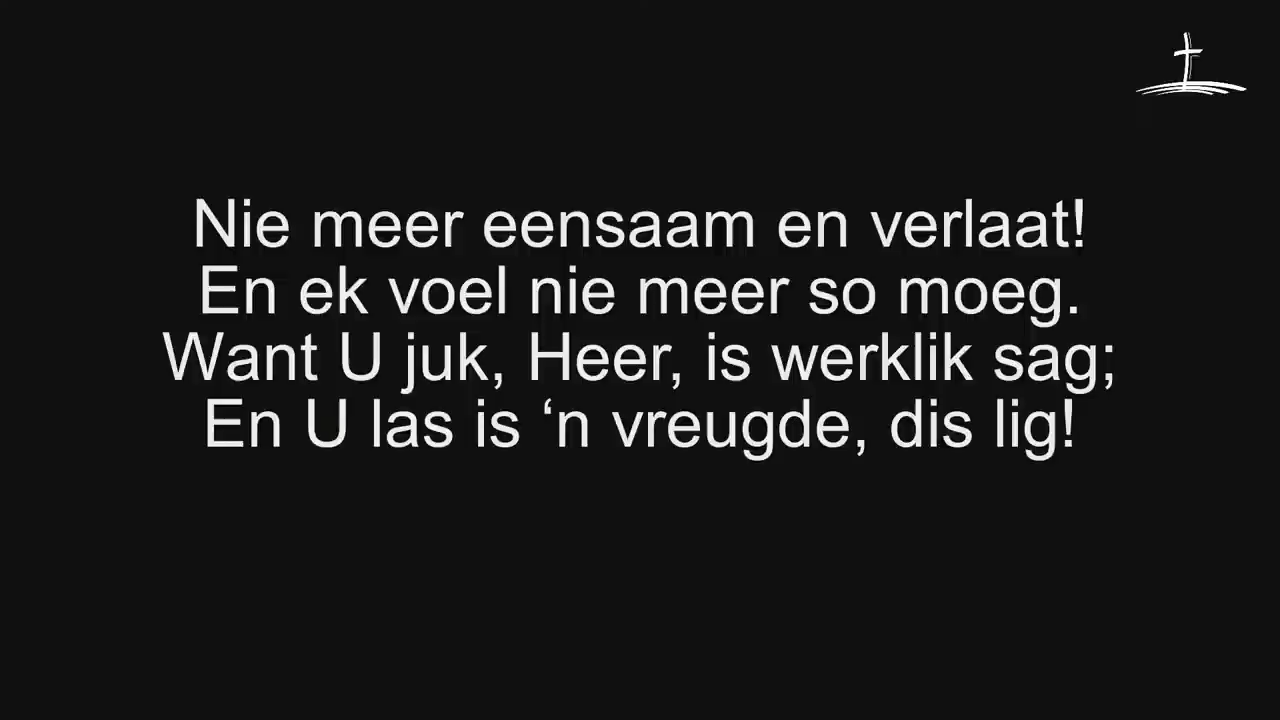 Nie meer eensaam en verlaat!
En ek voel nie meer so moeg.
Want U juk, Heer, is werklik sag;
En U las is ‘n vreugde, dis lig!